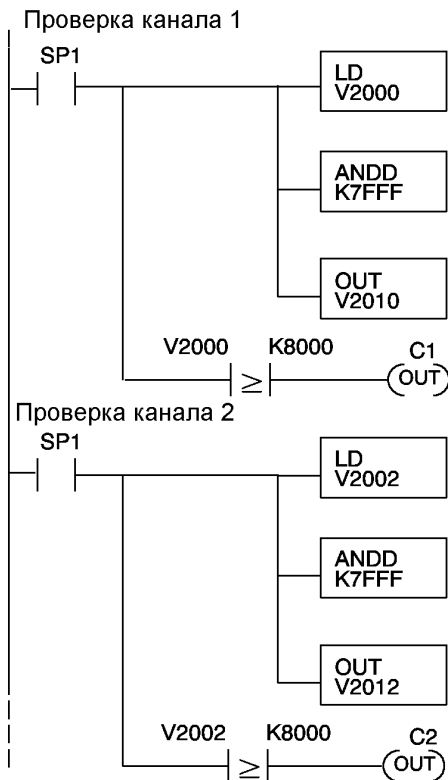 Проверка канала 1
SP1
LD
V2000
ANDD
K7FFF
OUT
V2010
V2000 ≥ K8000 C1
OUT
Проверка канала 2
SP1
LD
V2002
ANDD
K7FFF
OUT
V2012
V2002 ≥ K8000 C2
OUT